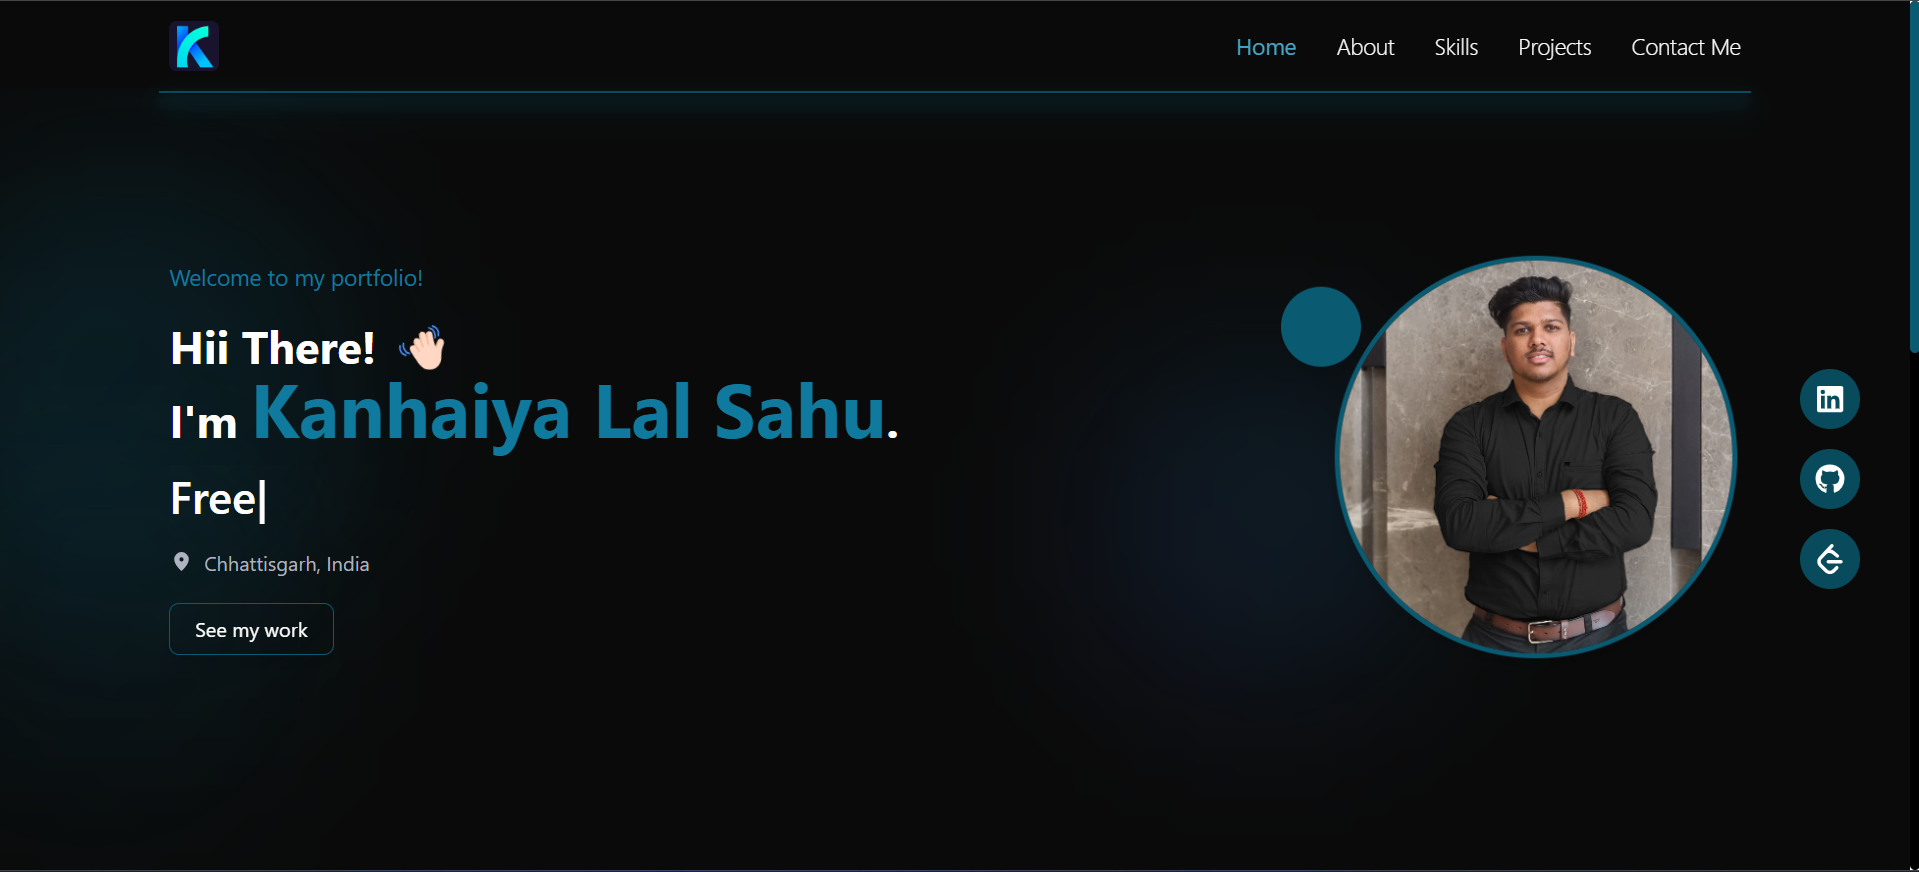 K
Home About Skills Projects Contact Me
Welcome to my portfolio!
Hii There!
I'm Kanhaiya Lal Sahu.
Free|
Chhattisgarh, India
See my work
in